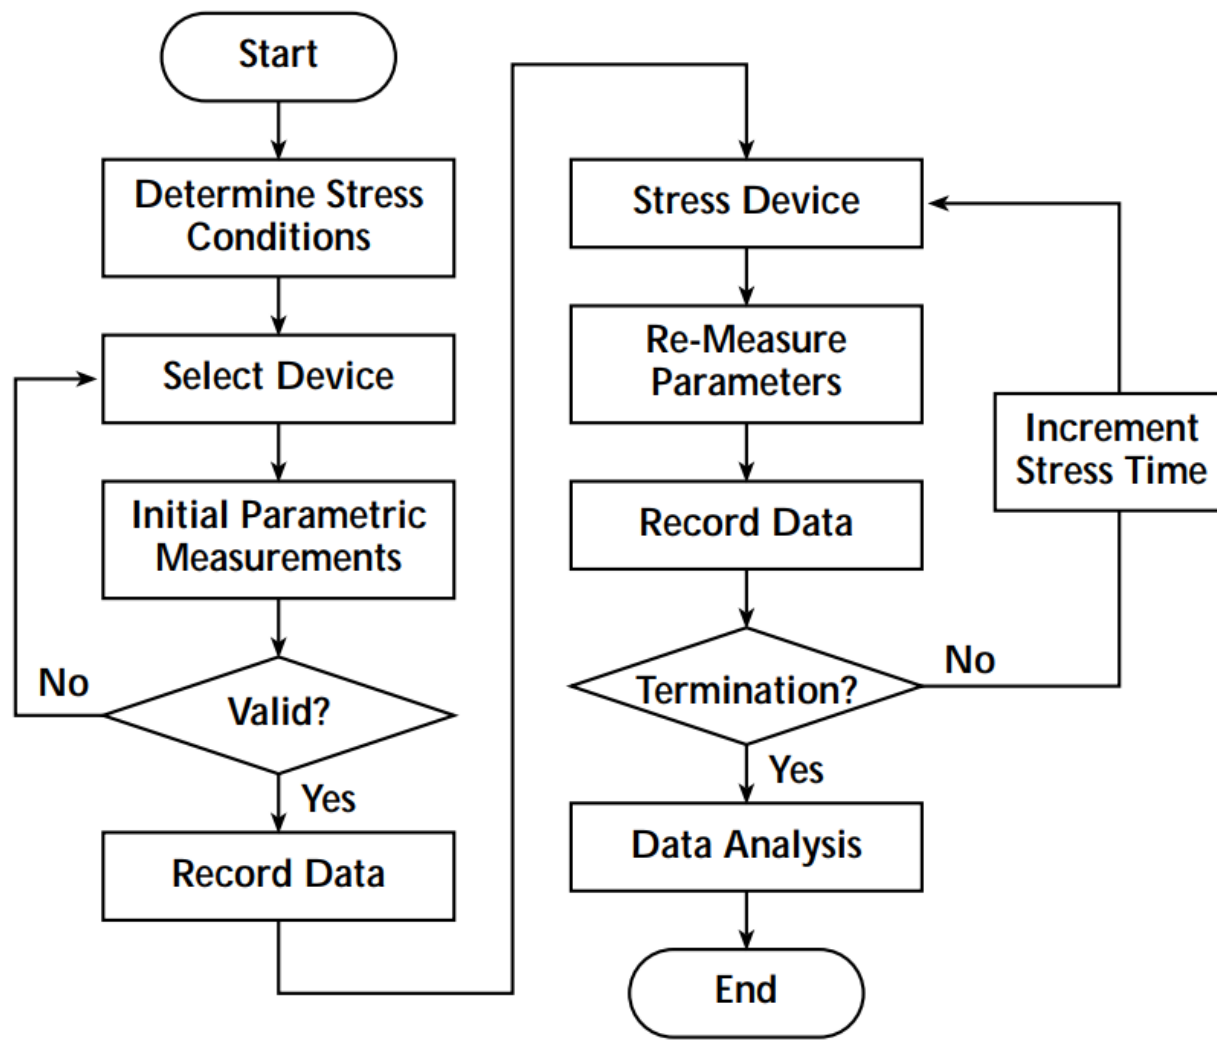 Start
Determine Stress
Conditions
Select Device
Initial Parametric
Measurements
No
Valid?
Yes
Record Data
Stress Device
Re-Measure
Parameters
Increment
Stress Time
Record Data
No
Termination?
Yes
Data Analysis
End